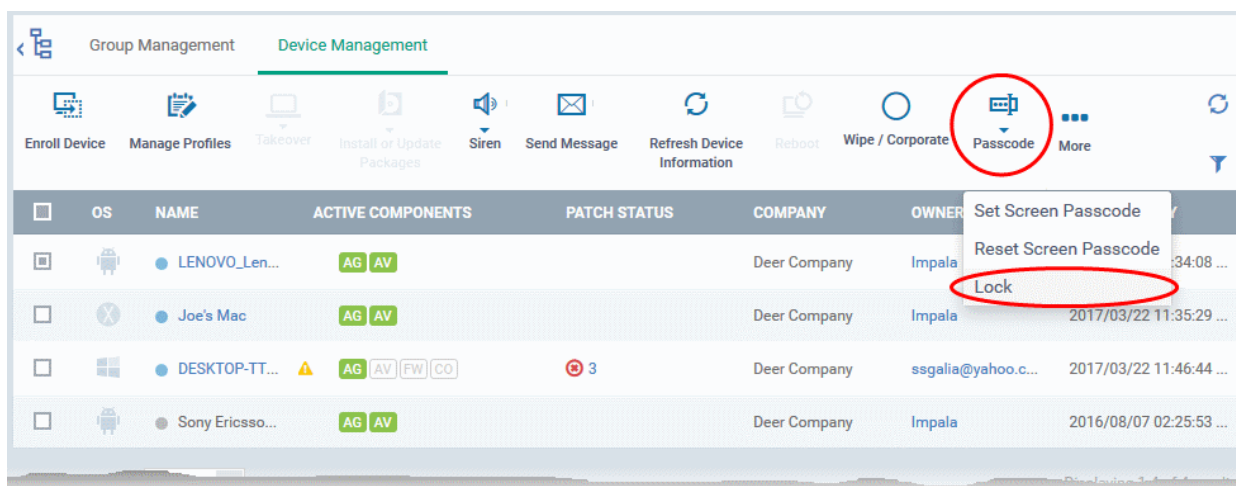 Group Management Device Management
Enroll Device Manage Profiles Takeover Install or Update Packages Siren Send Message Refresh Device Information Reboot Wipe / Corporate Passcode More
OS NAME ACTIVE COMPONENTS PATCH STATUS COMPANY OWNER
Set Screen Passcode
Reset Screen Passcode
Lock
LENOVO_Len... AG AV Deer Company Impala :34:08 ...
Joe's Mac AG AV Deer Company Impala 2017/03/22 11:35:29 ...
DESKTOP-TT... AG AV FW CO 3 Deer Company ssgalia@yahoo.c... 2017/03/22 11:46:44 ...
Sony Ericsso... AG AV Deer Company Impala 2016/08/07 02:25:53 ...